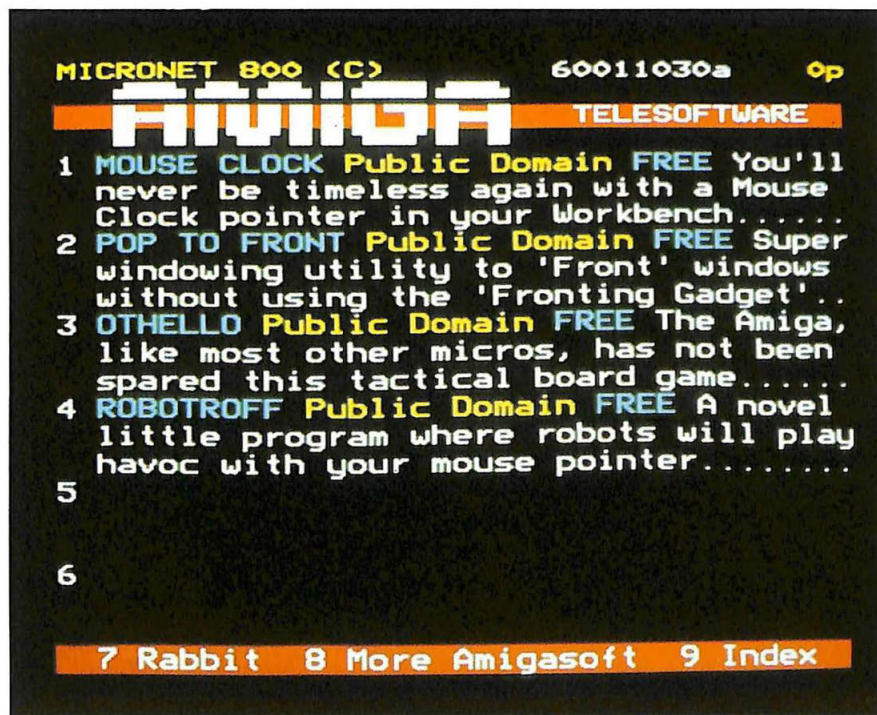 MICRONET 800 (C) 60011030a 0p
AMiGA TELESOFTWARE
1 MOUSE CLOCK Public Domain FREE You'll
never be timeless again with a Mouse
Clock pointer in your Workbench......
2 POP TO FRONT Public Domain FREE Super
windowing utility to 'Front' windows
without using the 'Fronting Gadget'..
3 OTHELLO Public Domain FREE The Amiga,
like most other micros, has not been
spared this tactical board game......
4 ROBOTROFF Public Domain FREE A novel
little program where robots will play
havoc with your mouse pointer........
5
6
7 Rabbit 8 More Amigasoft 9 Index